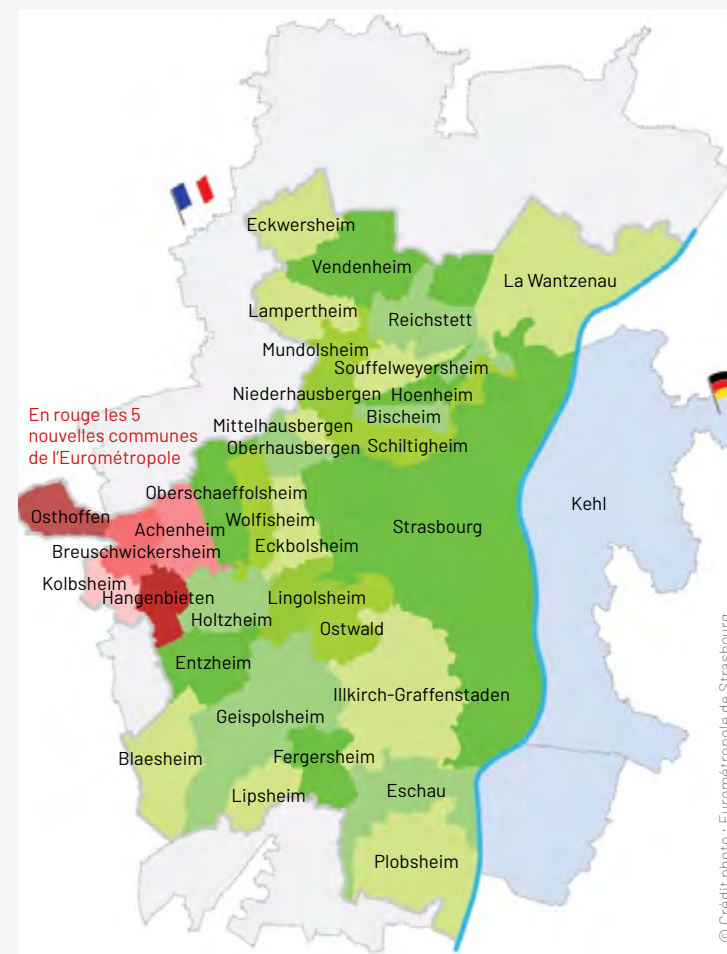 Eckwersheim
Vendenheim
La Wantzenau
Lampertheim
Reichstett
Mundolsheim
Souffelweyersheim
Niederhausbergen
Hoenheim
Bischeim
En rouge les 5
nouvelles communes
de l'Eurométropole
Mittelhausbergen
Oberhausbergen
Schiltigheim
Oberschaeffolsheim
Kehl
Osthoffen
Wolfisheim
Strasbourg
Achenheim
Eckbolsheim
Breuschwickersheim
Kolbsheim
Hangenbieten
Lingolsheim
Holtzheim
Ostwald
Entzheim
Illkirch-Graffenstaden
Geispolsheim
Fergersheim
Blaesheim
Lipsheim
Eschau
Plobsheim
© Crédit photo : Eurométropole de Strasbourg